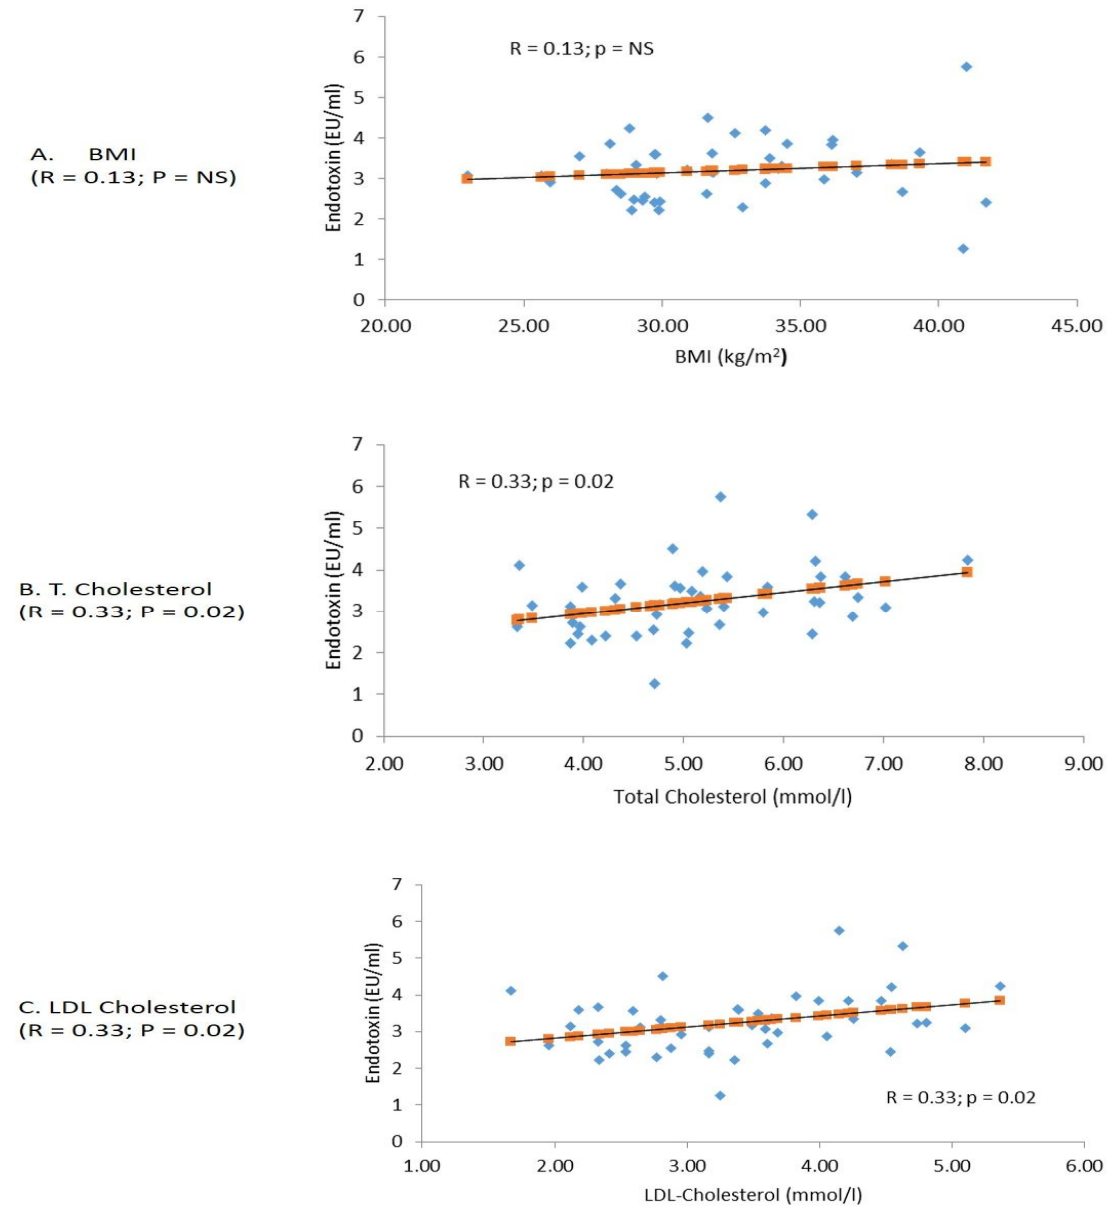 A. BMI
(R = 0.13; P = NS)
7
6
5
4
3
2
1
0
Endotoxin (EU/ml)
R = 0.13; p = NS
20.00 25.00 30.00 35.00 40.00 45.00
BMI (kg/m²)
B. T. Cholesterol
(R = 0.33; P = 0.02)
7
6
5
4
3
2
1
0
Endotoxin (EU/ml)
R = 0.33; p = 0.02
2.00 3.00 4.00 5.00 6.00 7.00 8.00 9.00
Total Cholesterol (mmol/l)
C. LDL Cholesterol
(R = 0.33; P = 0.02)
7
6
5
4
3
2
1
0
Endotoxin (EU/ml)
R = 0.33; p = 0.02
1.00 2.00 3.00 4.00 5.00 6.00
LDL-Cholesterol (mmol/l)